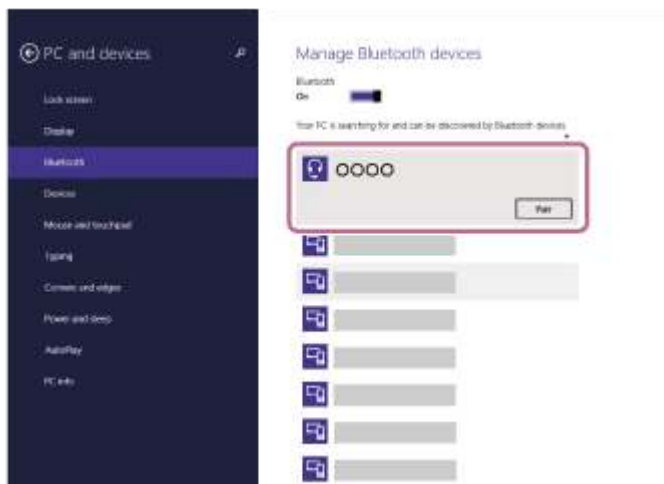 PC and devices
Lock screen
Display
Bluetooth
Devices
Mouse and touchpad
Typing
Corners and edges
Power and sleep
AutoPlay
PC info
Manage Bluetooth devices
Bluetooth
On
Your PC is searching for and can be discovered by Bluetooth devices
OOOO
Pair